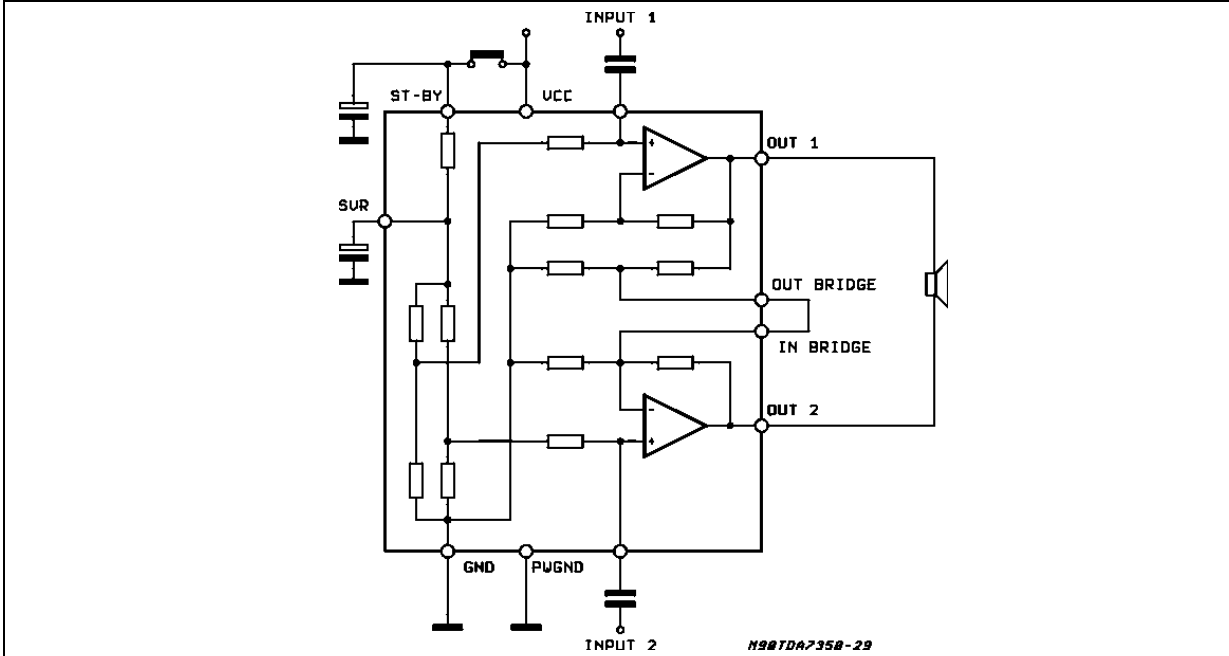 INPUT 1
ST-BY
VCC
OUT 1
SVR
OUT BRIDGE
IN BRIDGE
OUT 2
GND
PWGND
INPUT 2
M90TDA7350-29